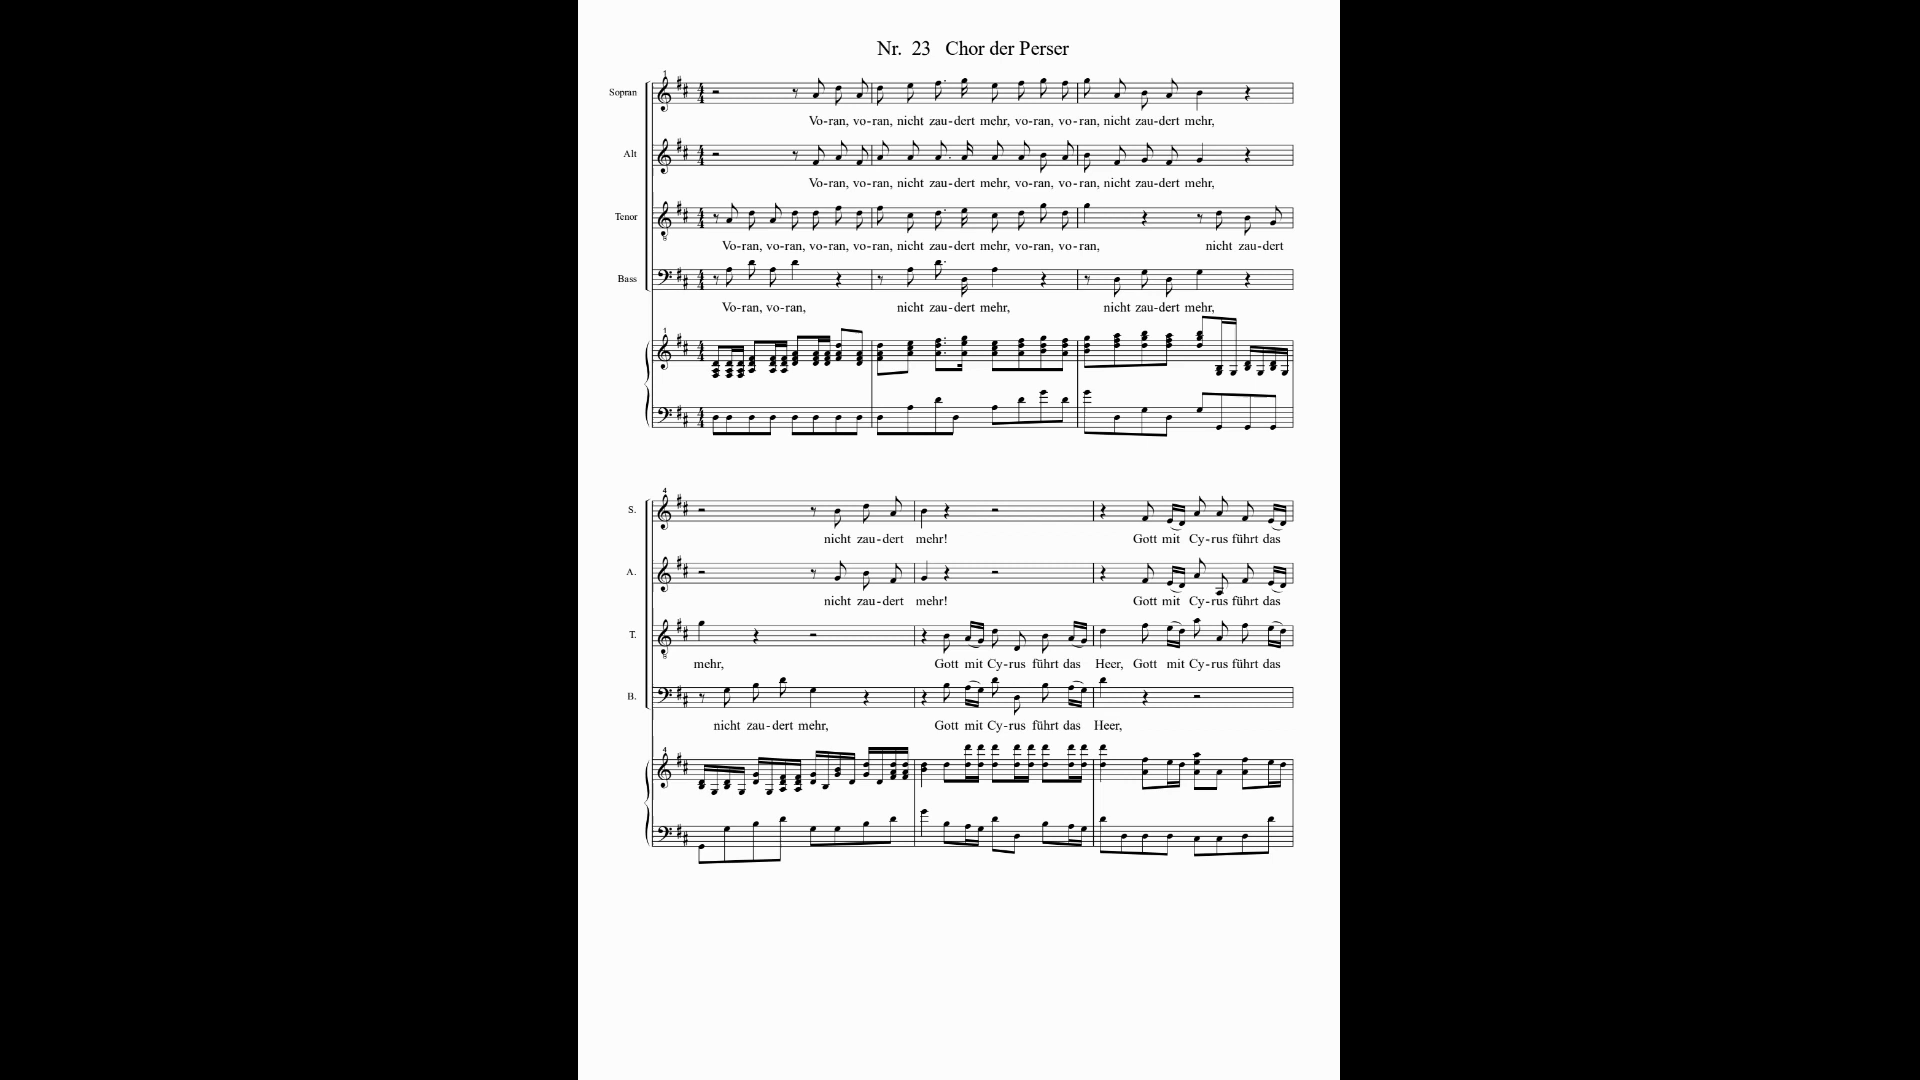 Nr. 23 Chor der Perser
1
Sopran
Vo-ran, vo-ran, nicht zau-dert mehr, vo-ran, vo-ran, nicht zau-dert mehr,
Alt
Vo-ran, vo-ran, nicht zau-dert mehr, vo-ran, vo-ran, nicht zau-dert mehr,
Tenor
8
Vo-ran, vo-ran, vo-ran, vo-ran, nicht zau-dert mehr, vo-ran, vo-ran, nicht zau-dert
Bass
Vo-ran, vo-ran, nicht zau-dert mehr, nicht zau-dert mehr,
1
4
S.
nicht zau-dert mehr! Gott mit Cy-rus führt das
A.
nicht zau-dert mehr! Gott mit Cy-rus führt das
T.
8
mehr, Gott mit Cy-rus führt das Heer, Gott mit Cy-rus führt das
B.
nicht zau-dert mehr, Gott mit Cy-rus führt das Heer,
4